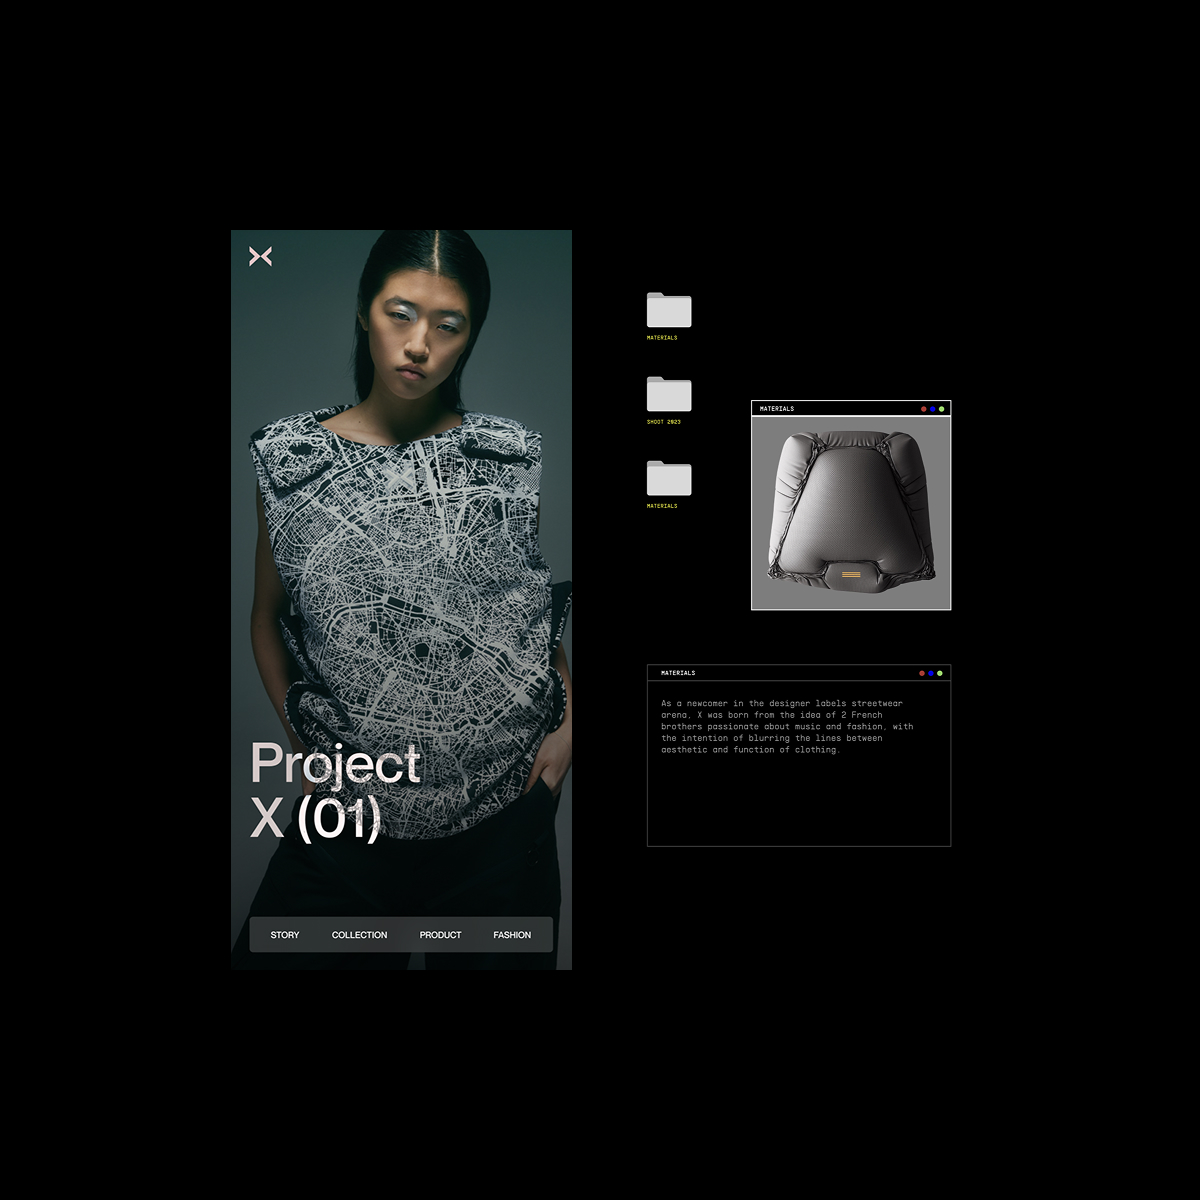 Project
X (01)
STORY
COLLECTION
PRODUCT
FASHION
MATERIALS
SHOOT 2023
MATERIALS
MATERIALS
MATERIALS
As a newcomer in the designer labels streetwear
arena, X was born from the idea of 2 French
brothers passionate about music and fashion, with
the intention of blurring the lines between
aesthetic and function of clothing.